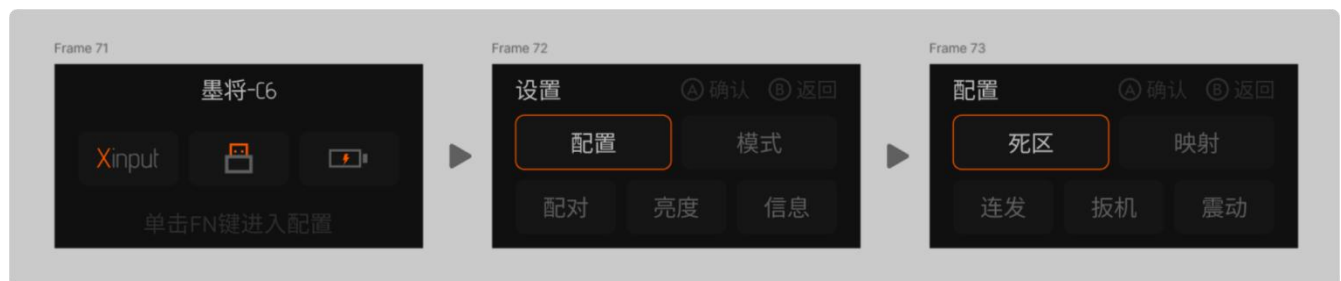 Frame 71
墨将-C6
Xinput
单击FN键进入配置
Frame 72
设置 Ⓐ确认 Ⓑ返回
配置 模式
配对 亮度 信息
Frame 73
配置 Ⓐ确认 Ⓑ返回
死区 映射
连发 扳机 震动